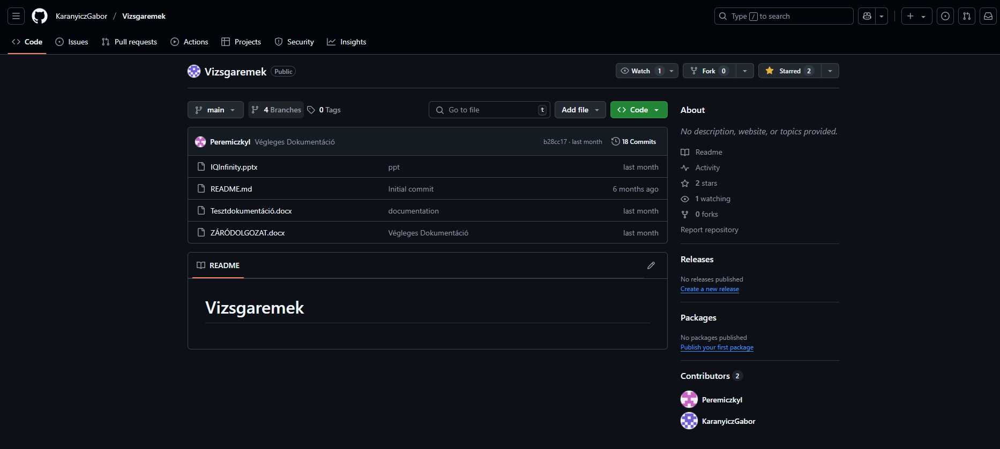 KaranyiczGabor / Vizsgaremek
Type / to search
Code
Issues
Pull requests
Actions
Projects
Security
Insights
Vizsgaremek Public
Watch 1
Fork 0
Starred 2
main
4 Branches
0 Tags
Go to file t
Add file
Code
Peremiczkyl Végleges Dokumentáció b28cc17 · last month 18 Commits
IQInfinity.pptx ppt last month
README.md Initial commit 6 months ago
Tesztdokumentáció.docx documentation last month
ZÁRÓDOLGOZAT.docx Végleges Dokumentáció last month
README
Vizsgaremek
About
No description, website, or topics provided.
Readme
Activity
2 stars
1 watching
0 forks
Report repository
Releases
No releases published
Create a new release
Packages
No packages published
Publish your first package
Contributors 2
Peremiczkyl
KaranyiczGabor